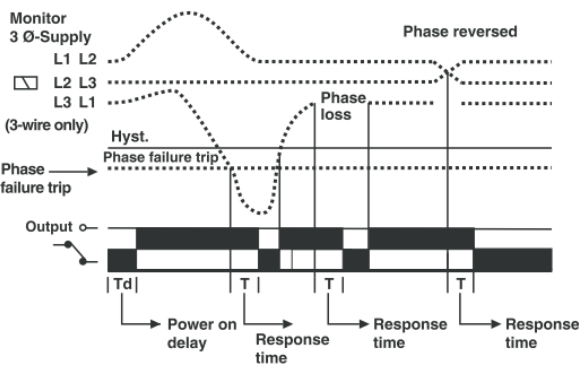 Monitor
3 Ø-Supply
Phase reversed
L1 L2
L2 L3
L3 L1
(3-wire only)
Phase
loss
Hyst.
Phase failure trip
Phase
failure trip
Output
Td
T
T
T
Power on
delay
Response
time
Response
time
Response
time